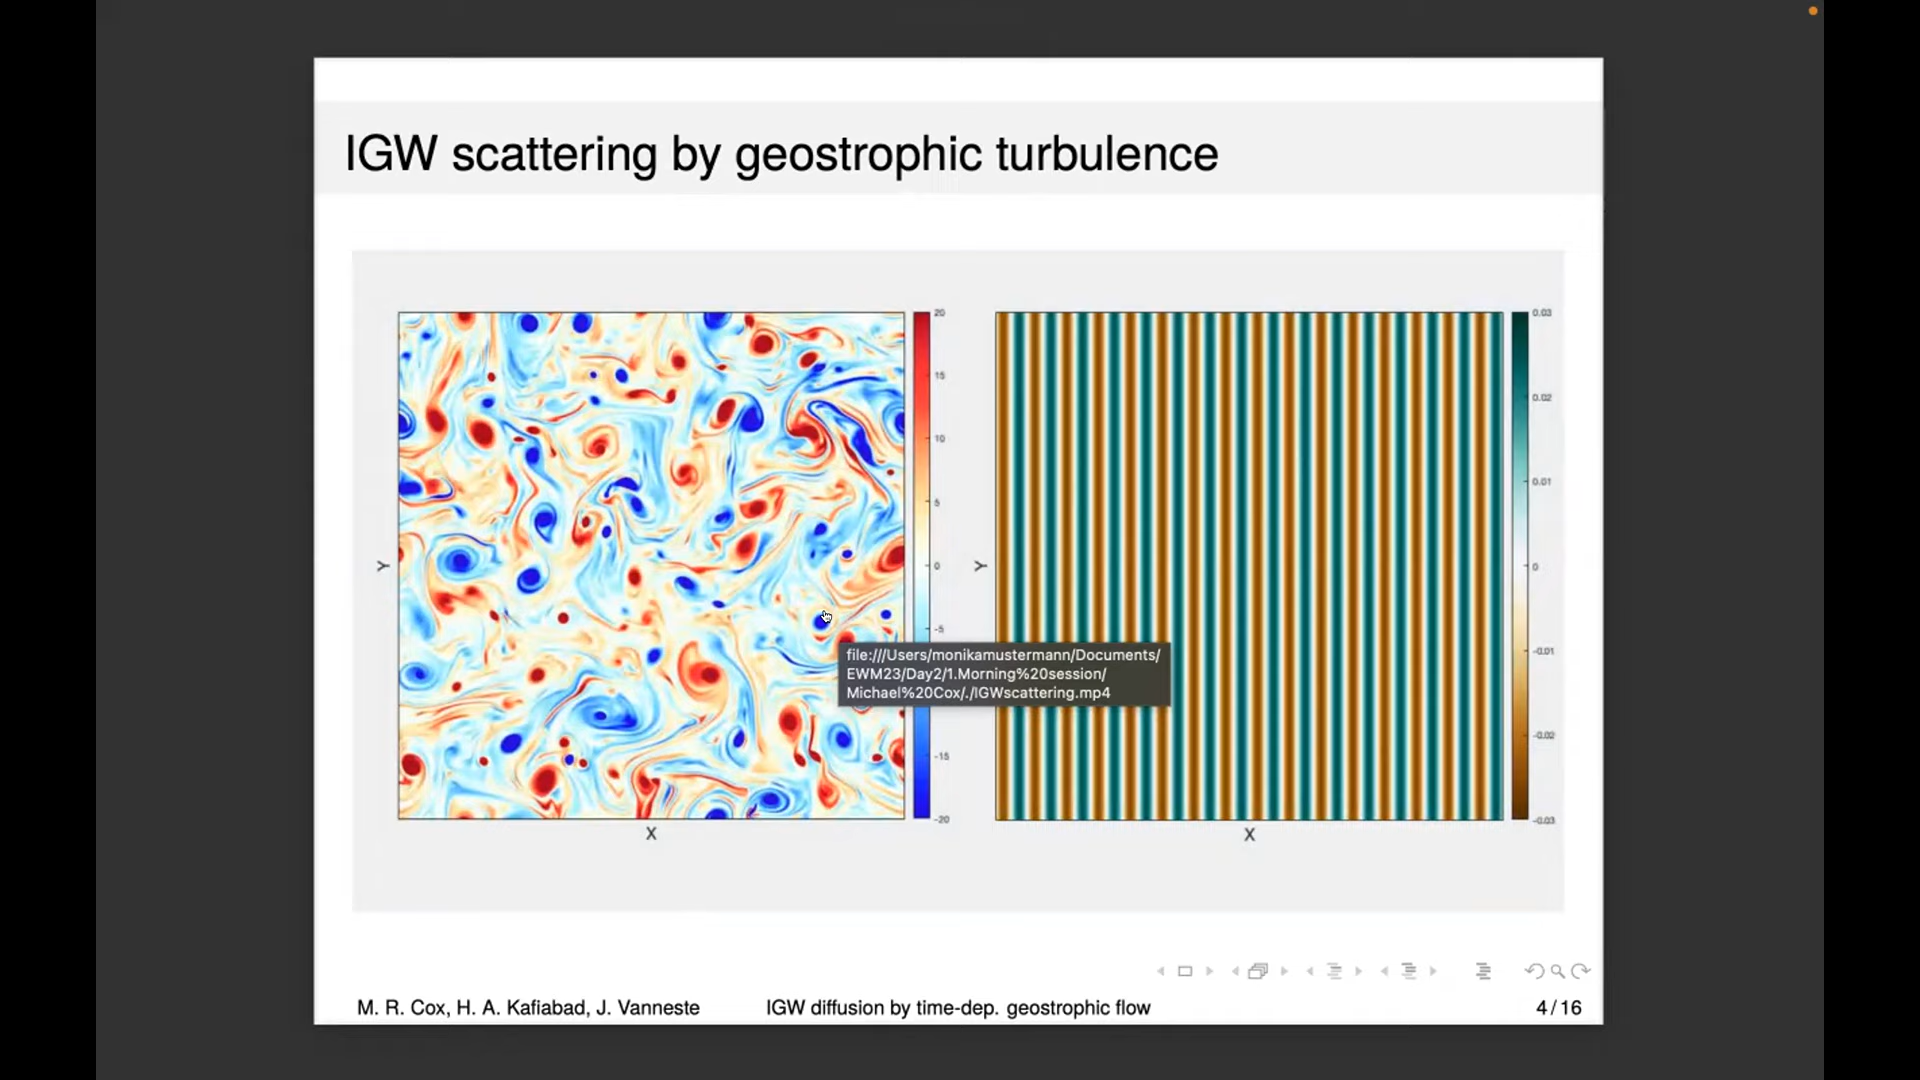 IGW scattering by geostrophic turbulence
20
15
10
5
0
-5
-15
-20
Y
X
0.03
0.02
0.01
0
-0.01
-0.02
-0.03
Y
X
file:///Users/monikamustermann/Documents/
EWM23/Day2/1.Morning%20session/
Michael%20Cox/./IGWscattering.mp4
M. R. Cox, H. A. Kafiabad, J. Vanneste
IGW diffusion by time-dep. geostrophic flow
4/16